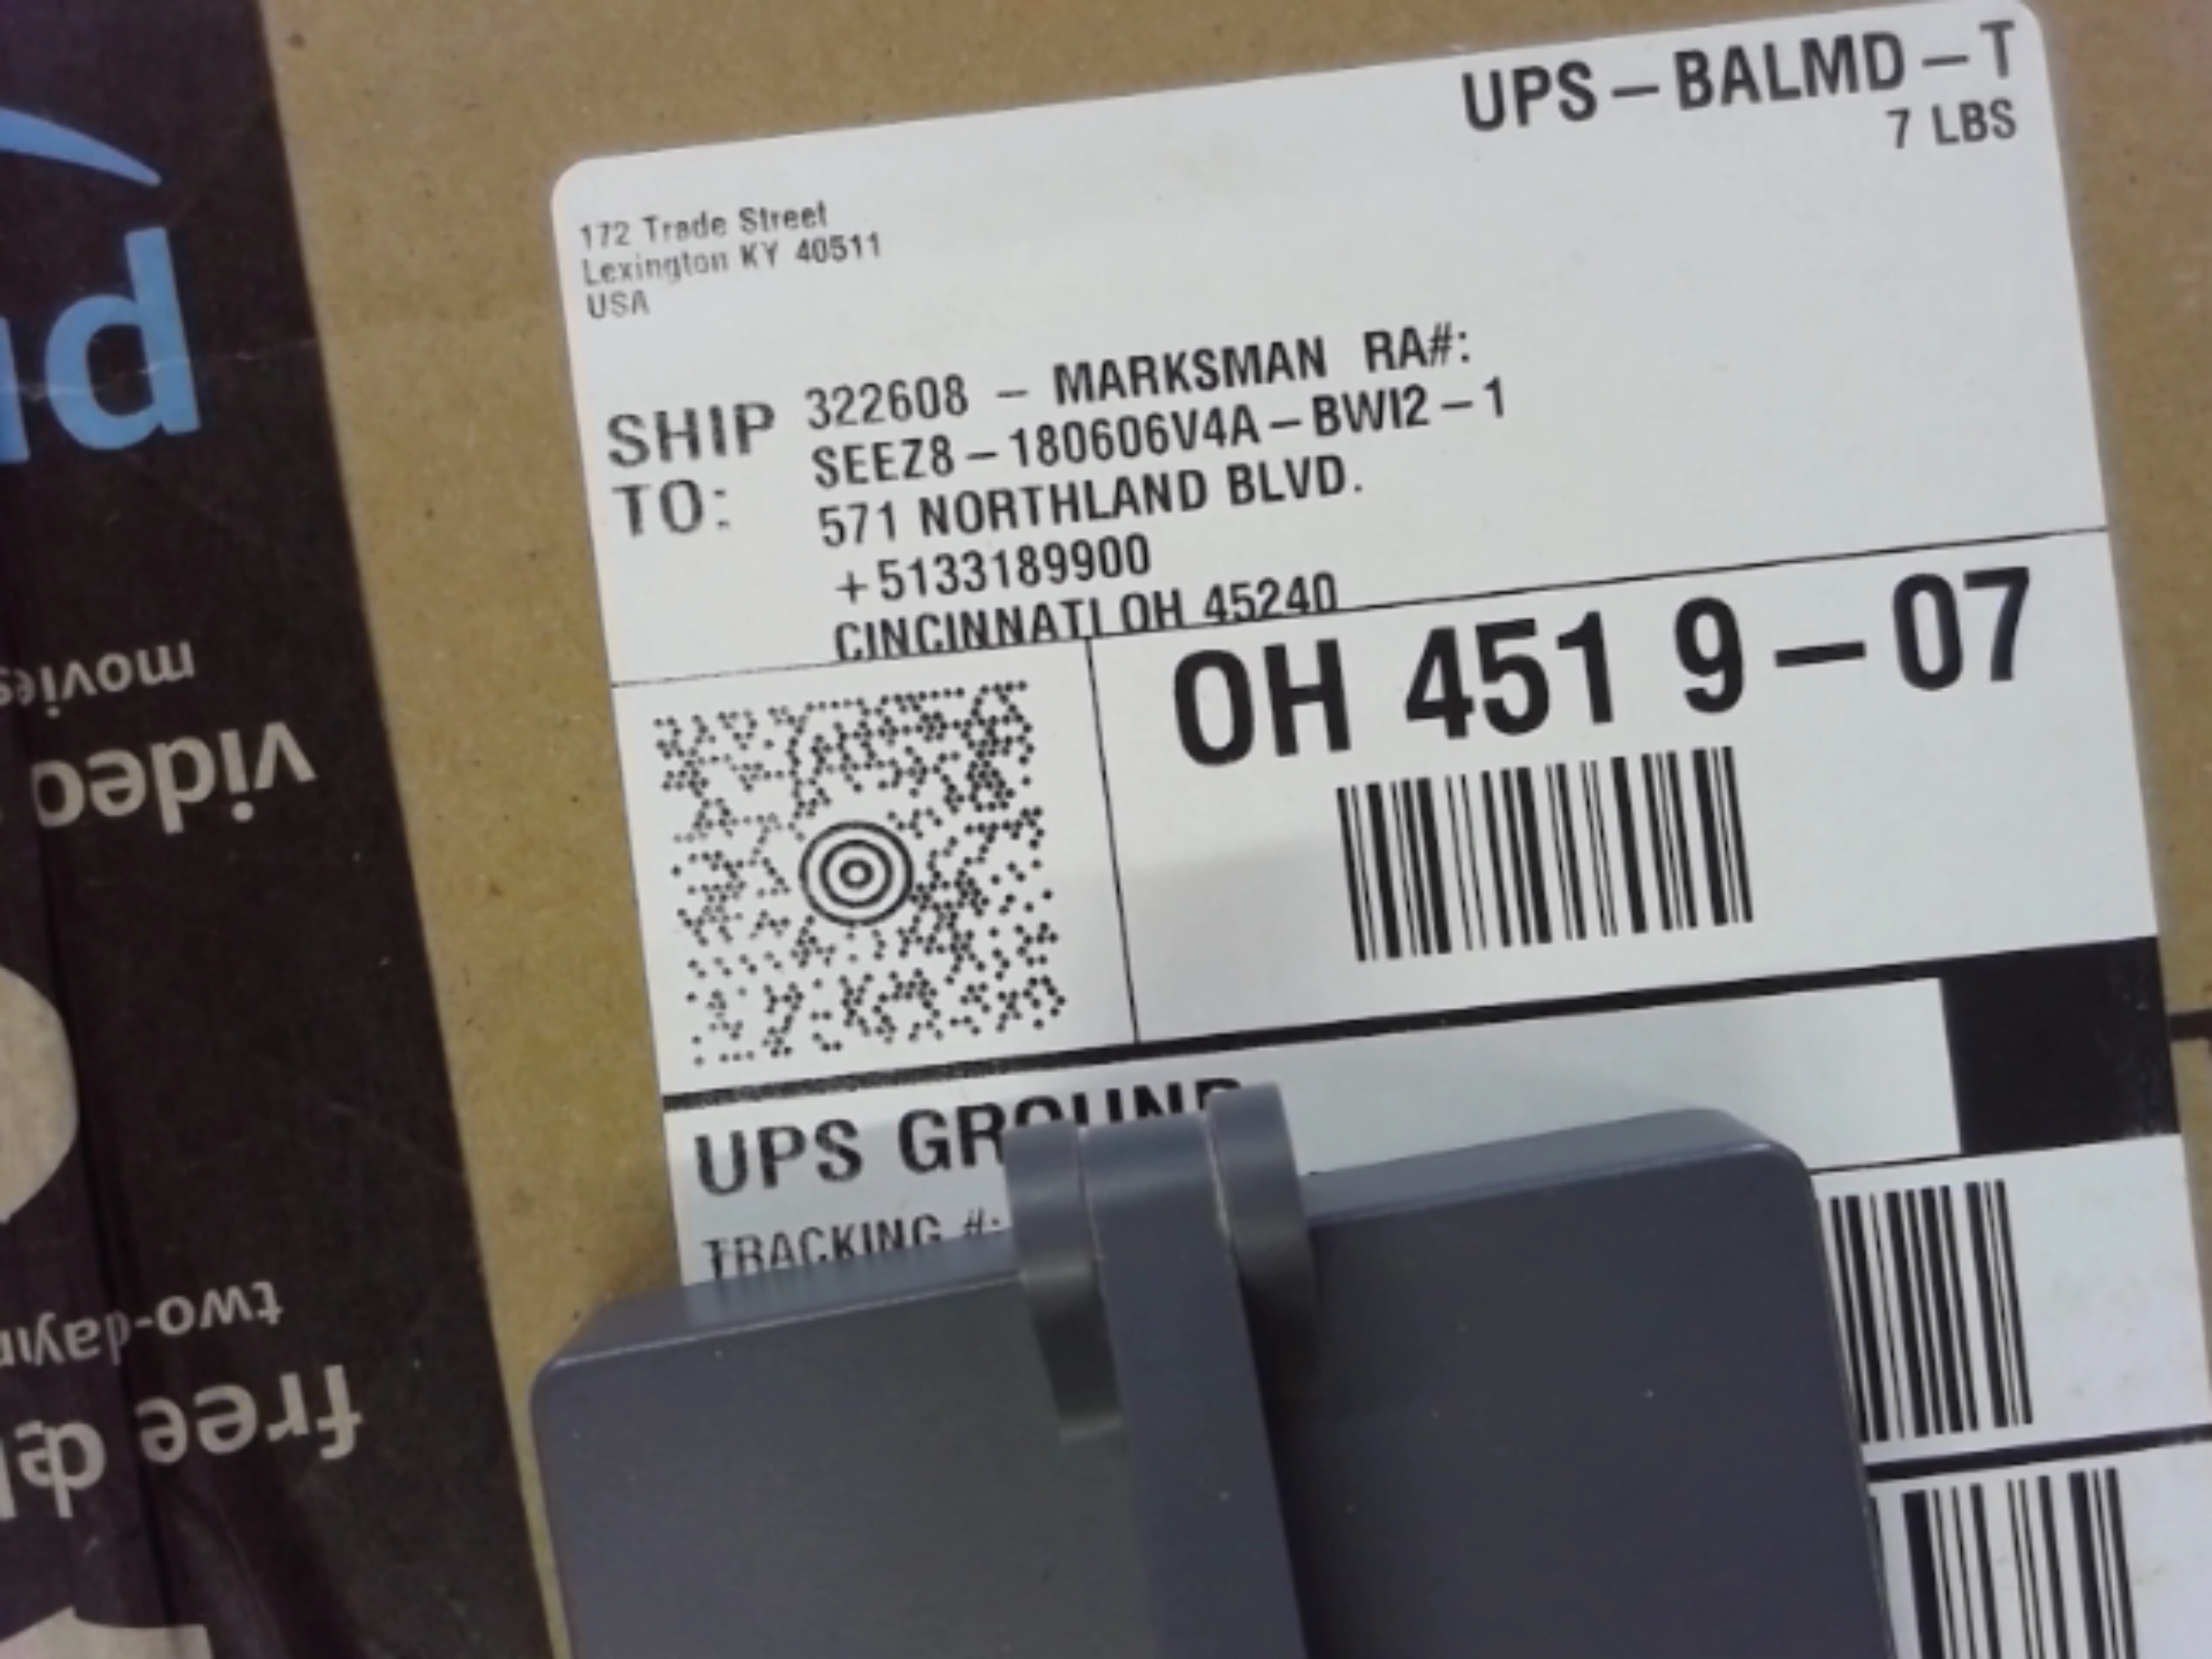 UPS – BALMD – T
7 LBS
172 Trade Street
Lexington KY 40511
USA
SHIP TO:
322608 – MARKSMAN RA#:
SEEZ8 – 180606V4A – BWI2 – 1
571 NORTHLAND BLVD.
+5133189900
CINCINNATI OH 45240
OH 451 9 – 07
UPS GROUND
TRACKING #:
movies
video
two-day
free